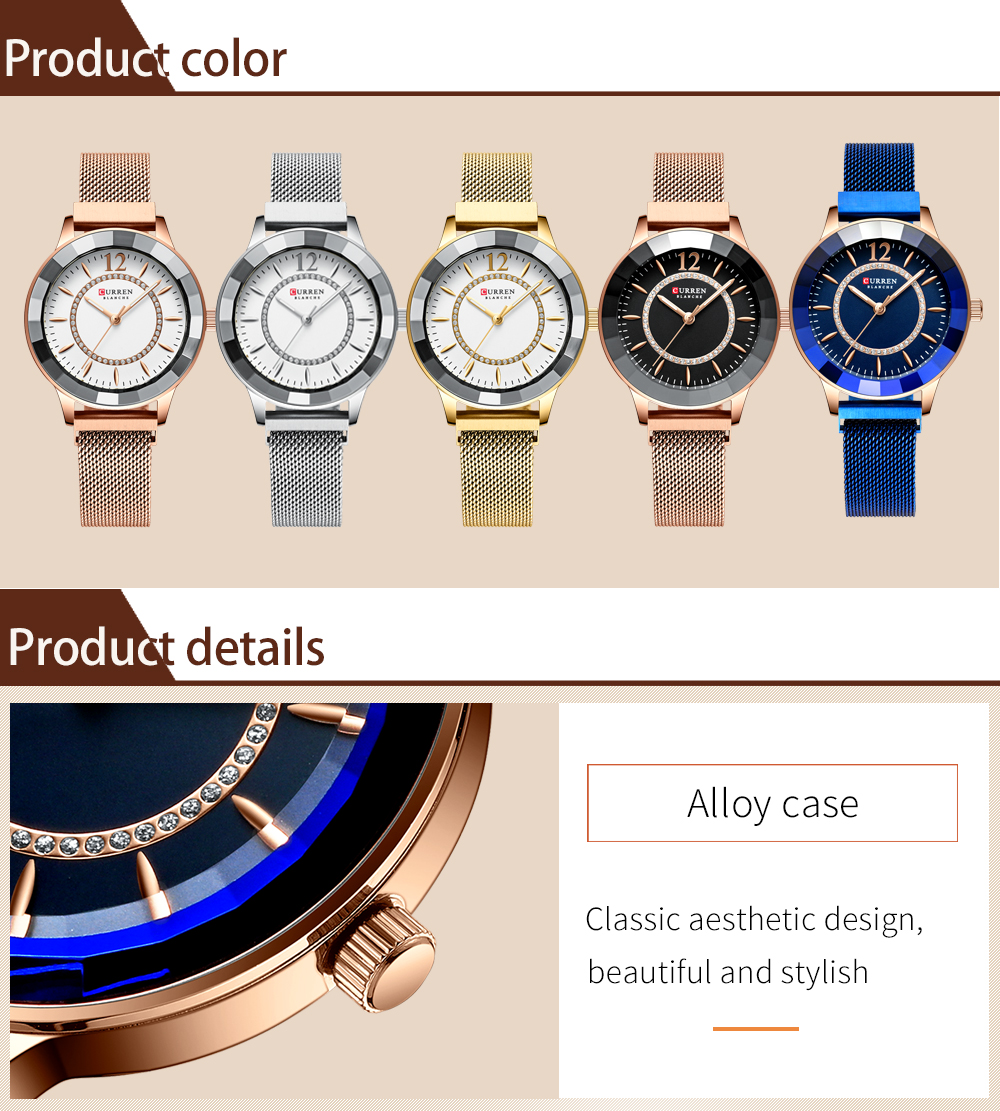 Product color
12
CURREN
BLANCHE
12
CURREN
BLANCHE
12
CURREN
BLANCHE
12
CURREN
BLANCHE
12
CURREN
BLANCHE
Product details
Alloy case
Classic aesthetic design,
beautiful and stylish